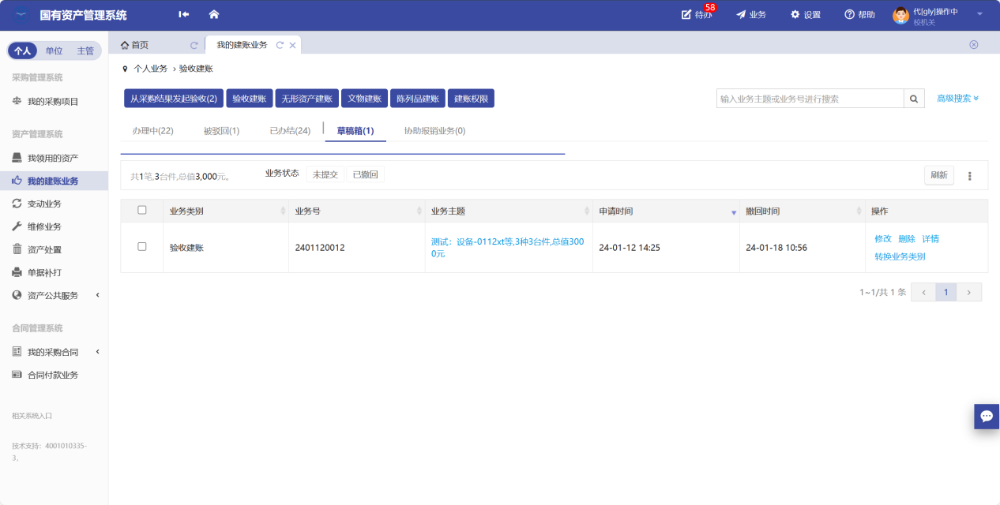 国有资产管理系统
待办 58 业务 设置 帮助 代[gly]操作中
校机关
个人 单位 主管
首页 我的建账业务
个人业务 › 验收建账
采购管理系统
我的采购项目
资产管理系统
我领用的资产
我的建账业务
变动业务
维修业务
资产处置
单据补打
资产公共服务
合同管理系统
我的采购合同
合同付款业务
相关系统入口
技术支持：4001010335-
3,
从采购结果发起验收(2) 验收建账 无形资产建账 文物建账 陈列品建账 建账权限
输入业务主题或业务号进行搜索 高级搜索
办理中(22) 被驳回(1) 已办结(24) 草稿箱(1) 协助报销业务(0)
共1笔,3台件,总值3,000元。 业务状态 未提交 已撤回 刷新
业务类别 业务号 业务主题 申请时间 撤回时间 操作
验收建账 2401120012 测试：设备-0112xt等,3种3台件,总值300
0元 24-01-12 14:25 24-01-18 10:56 修改 删除 详情
转换业务类别
1~1/共 1 条 ‹ 1 ›